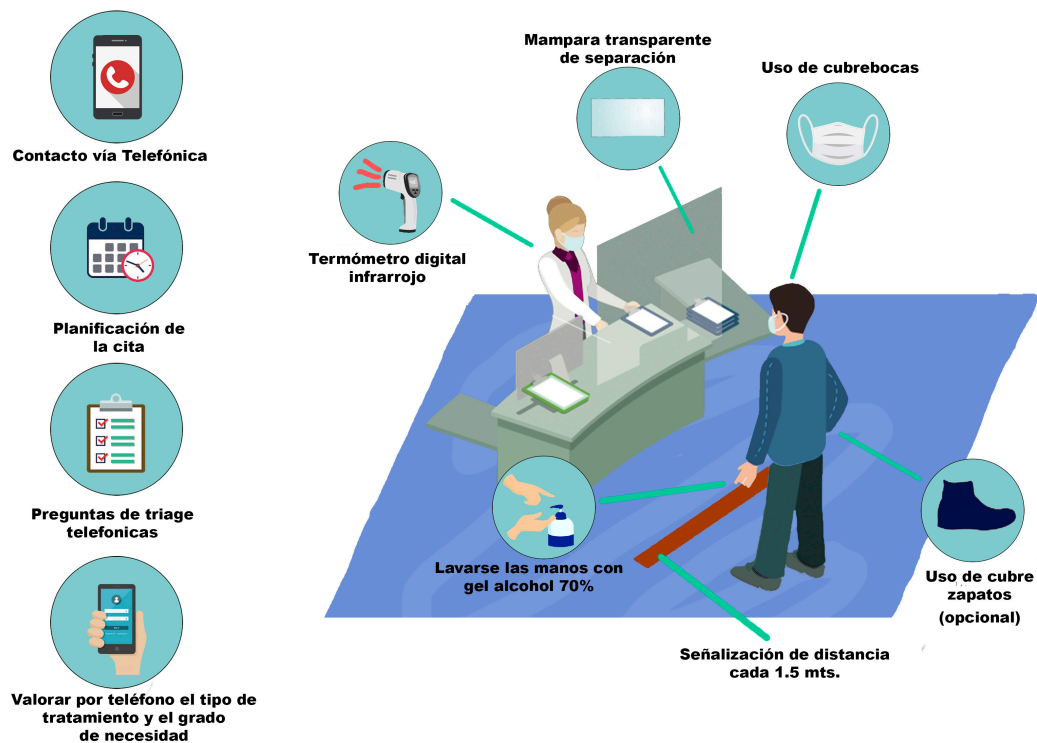 Contacto vía Telefónica
Planificación de
la cita
Preguntas de triage
telefonicas
Valorar por teléfono el tipo de
tratamiento y el grado
de necesidad
Mampara transparente
de separación
Uso de cubrebocas
Termómetro digital
infrarrojo
Lavarse las manos con
gel alcohol 70%
Uso de cubre
zapatos
(opcional)
Señalización de distancia
cada 1.5 mts.